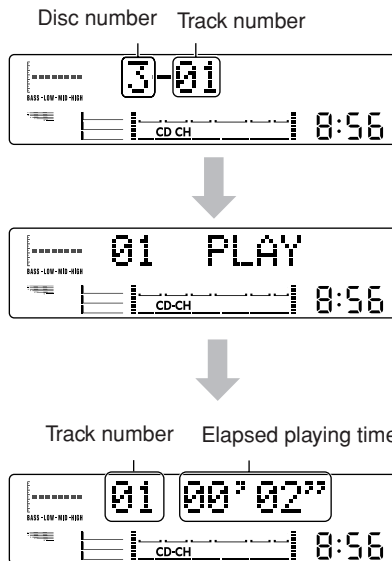 Disc number Track number
3-01
BASS-LOW-MID-HIGH
CD CH 8:56
01 PLAY
BASS-LOW-MID-HIGH
CD-CH 8:56
Track number Elapsed playing time
01 00’02”
BASS-LOW-MID-HIGH
CD-CH 8:56